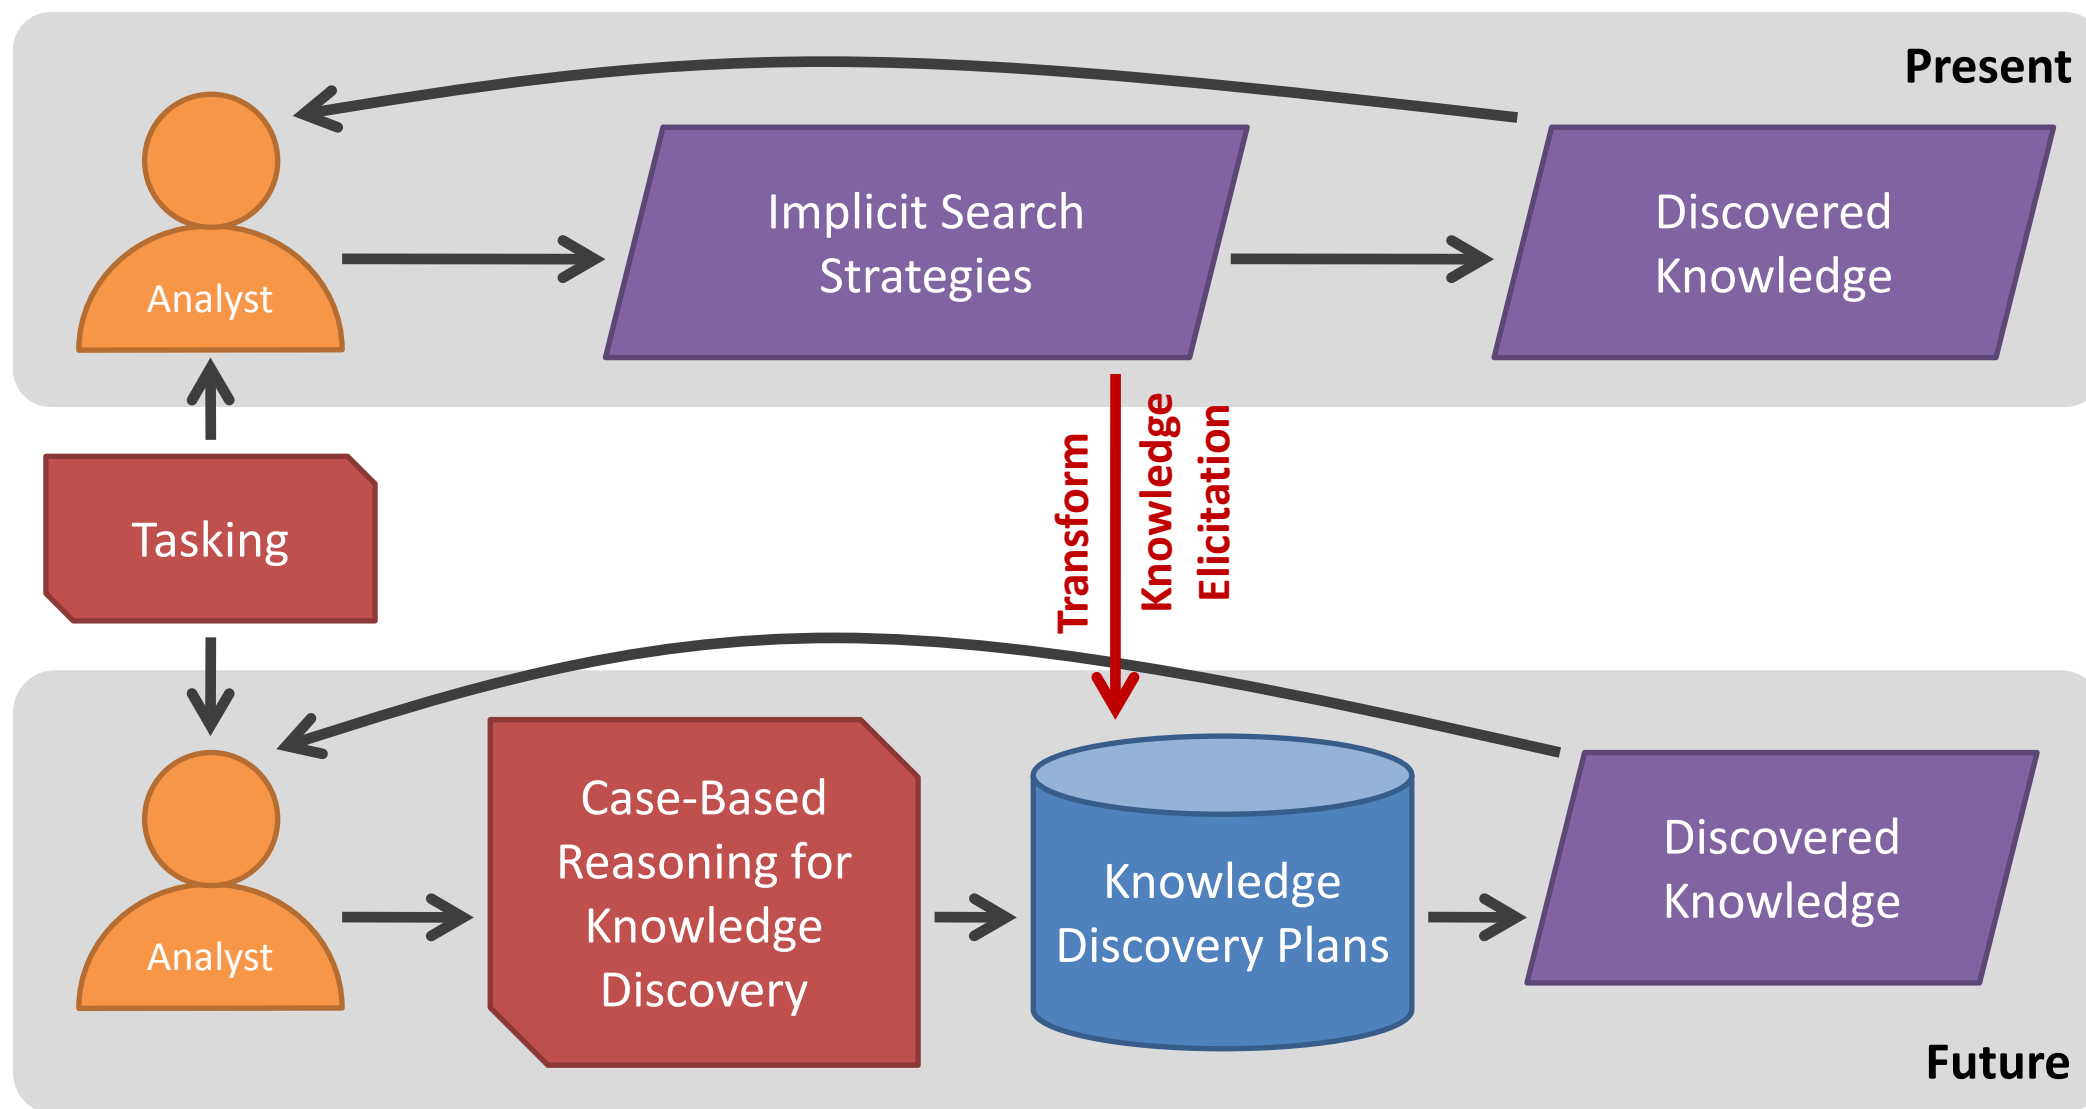 Present
Analyst
Implicit Search
Strategies
Discovered
Knowledge
Tasking
Transform
Knowledge
Elicitation
Analyst
Case-Based
Reasoning for
Knowledge
Discovery
Knowledge
Discovery Plans
Discovered
Knowledge
Future